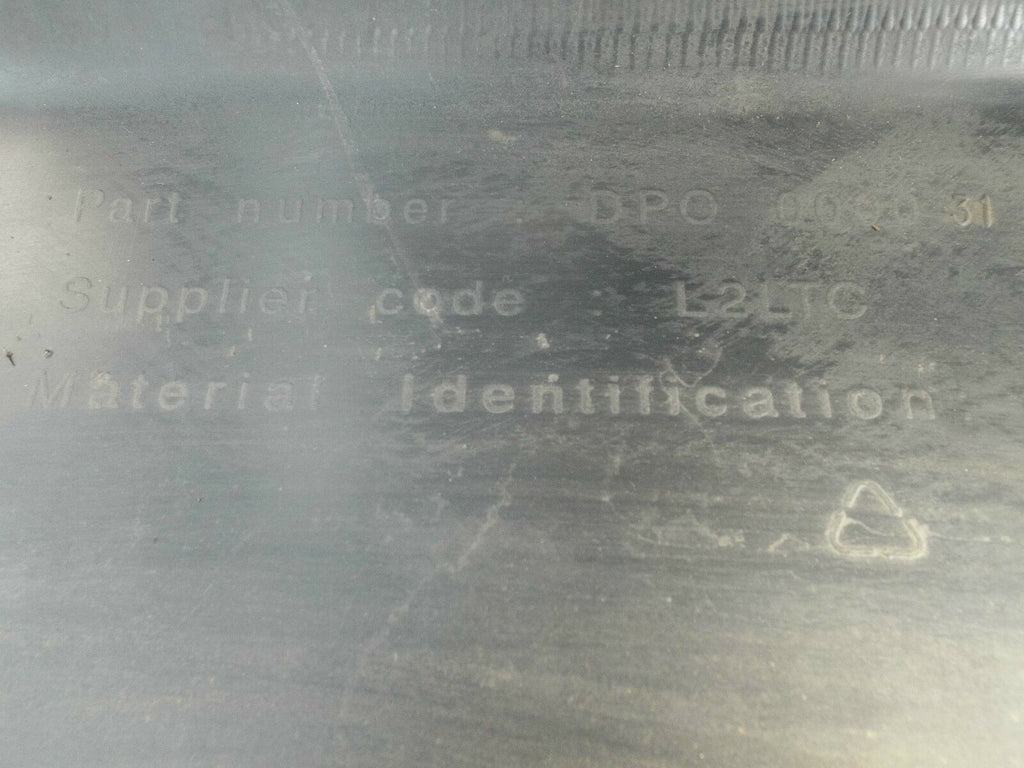 Part number : DPO
Supplier code : L2LTC
Material Identification